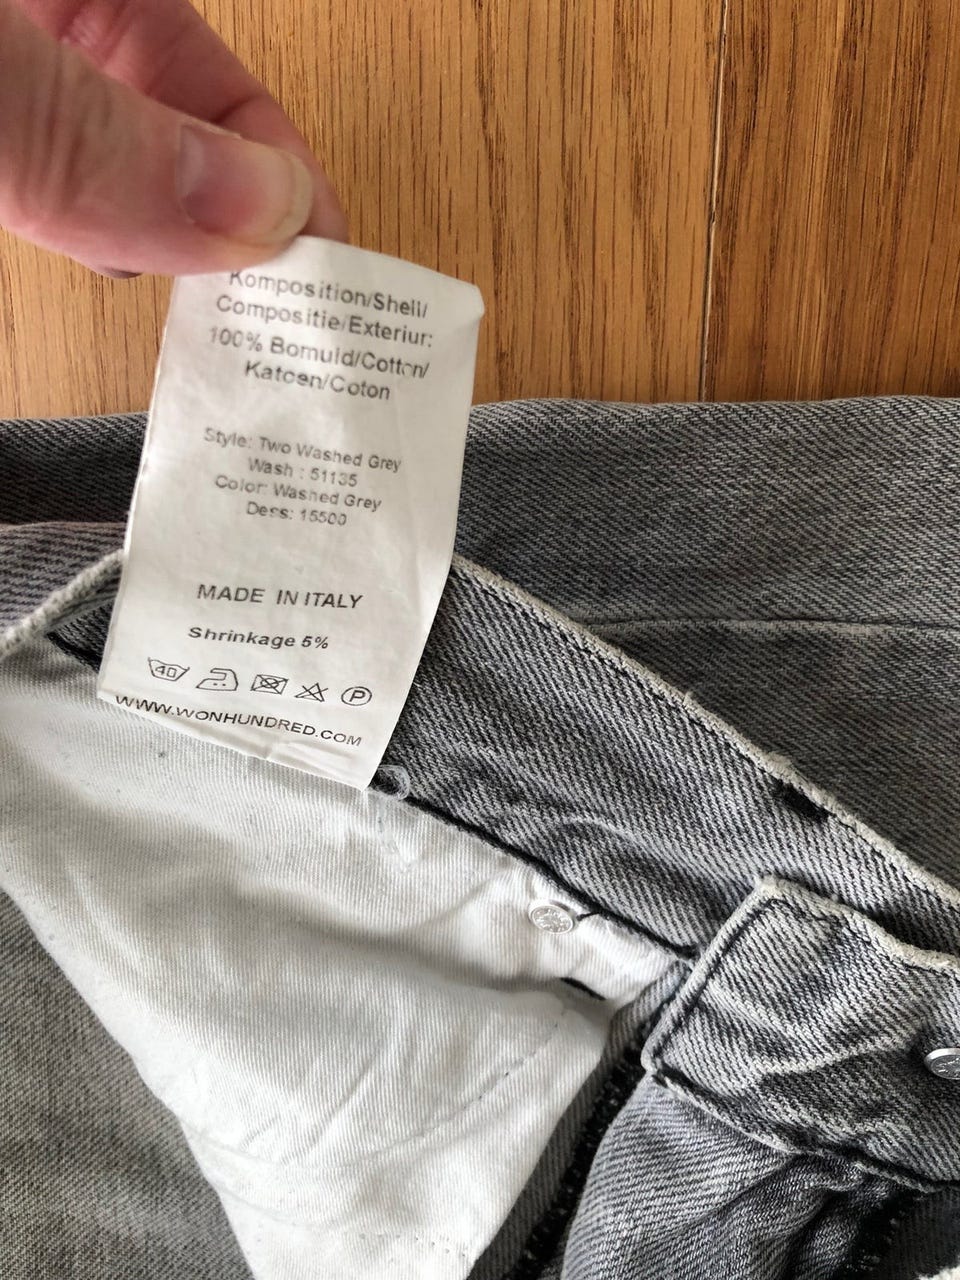 Komposition/Shell/
Compositie/Exteriur:
100% Bomuld/Cotton/
Katoen/Coton
Style: Two Washed Grey
Wash : 51135
Color: Washed Grey
Dess: 15500
MADE IN ITALY
Shrinkage 5%
40 P
WWW.WONHUNDRED.COM